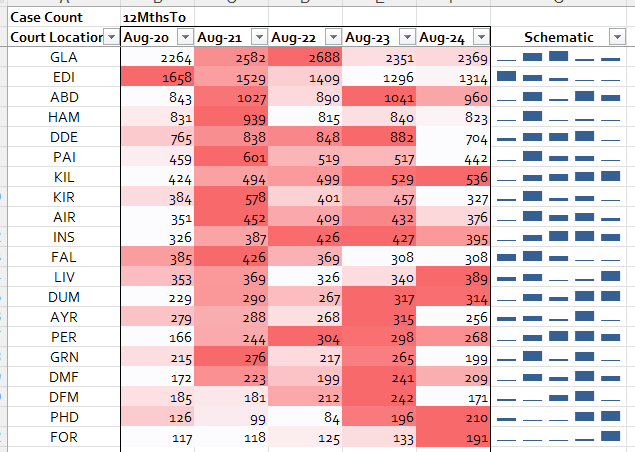 Case Count 12MthsTo
Court Location Aug-20 Aug-21 Aug-22 Aug-23 Aug-24 Schematic
GLA 2264 2582 2688 2351 2369
EDI 1658 1529 1409 1296 1314
ABD 843 1027 890 1041 960
HAM 831 939 815 840 823
DDE 765 838 848 882 704
PAI 459 601 519 517 442
KIL 424 494 499 529 536
KIR 384 578 401 457 327
AIR 351 452 409 432 376
INS 326 387 426 427 395
FAL 385 426 369 308 308
LIV 353 369 326 340 389
DUM 229 290 267 317 314
AYR 279 288 268 315 256
PER 166 244 304 298 268
GRN 215 276 217 265 199
DMF 172 223 199 241 209
DFM 185 181 212 242 171
PHD 126 99 84 196 210
FOR 117 118 125 133 191